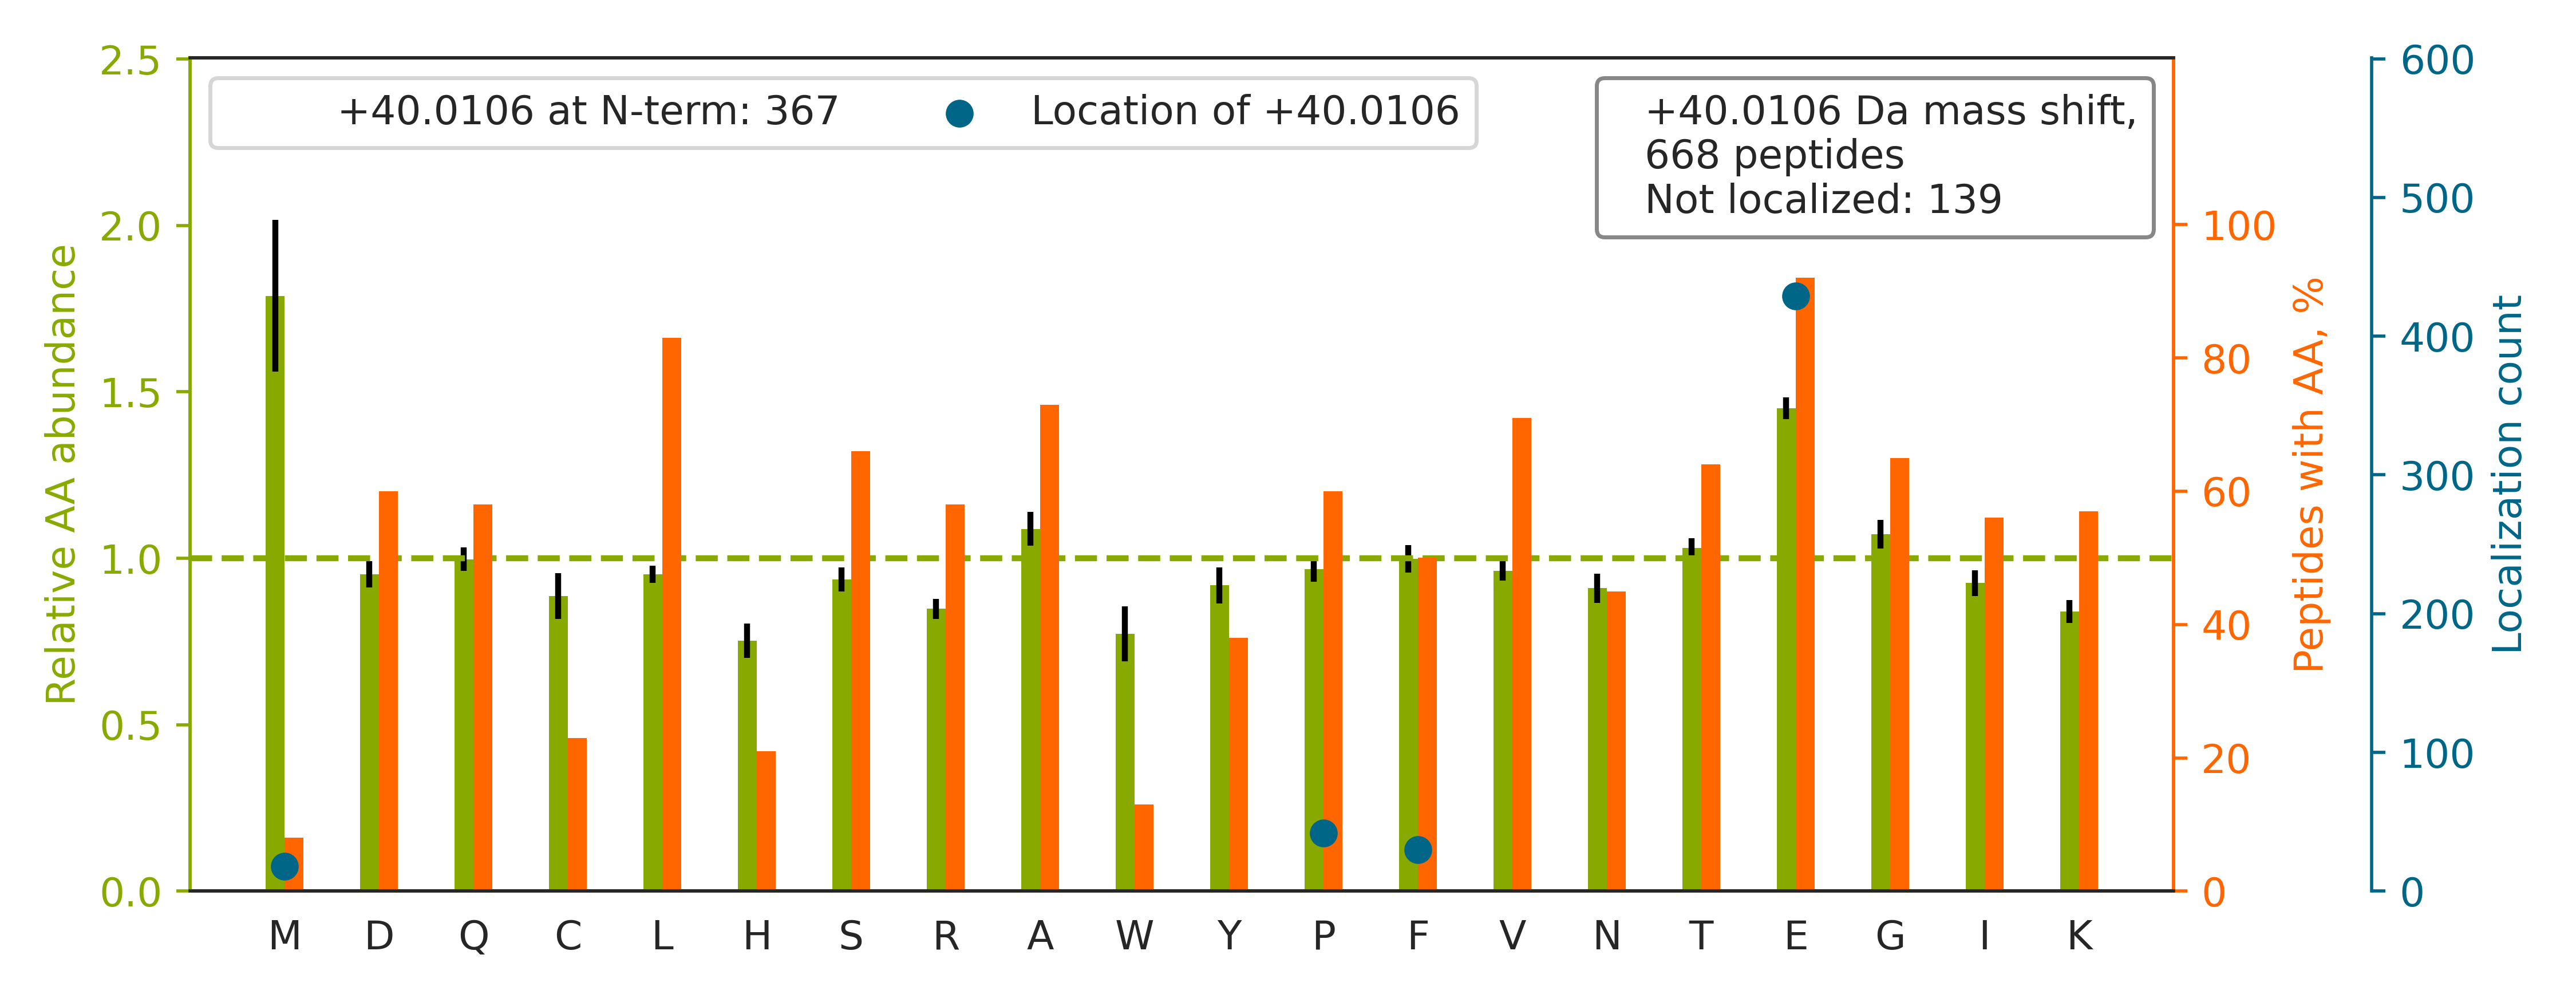 +40.0106 at N-term: 367
Location of +40.0106
+40.0106 Da mass shift,
668 peptides
Not localized: 139
Relative AA abundance
2.5
2.0
1.5
1.0
0.5
0.0
100
80
60
40
20
0
Peptides with AA, %
600
500
400
300
200
100
0
Localization count
M D Q C L H S R A W Y P F V N T E G I K